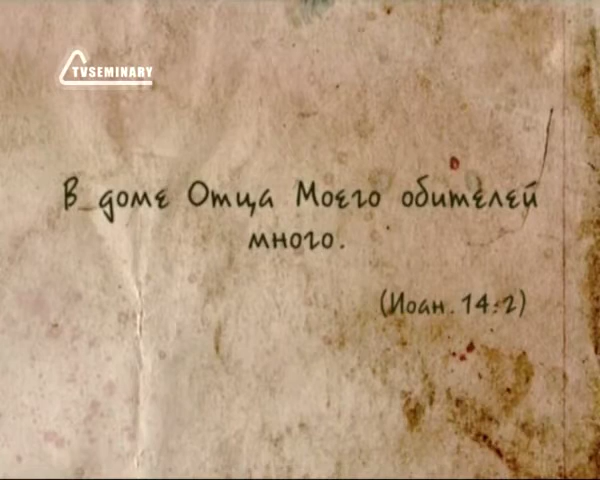 TVSEMINARY
В доме Отца Моего обителей
много.
(Иоан. 14:2)